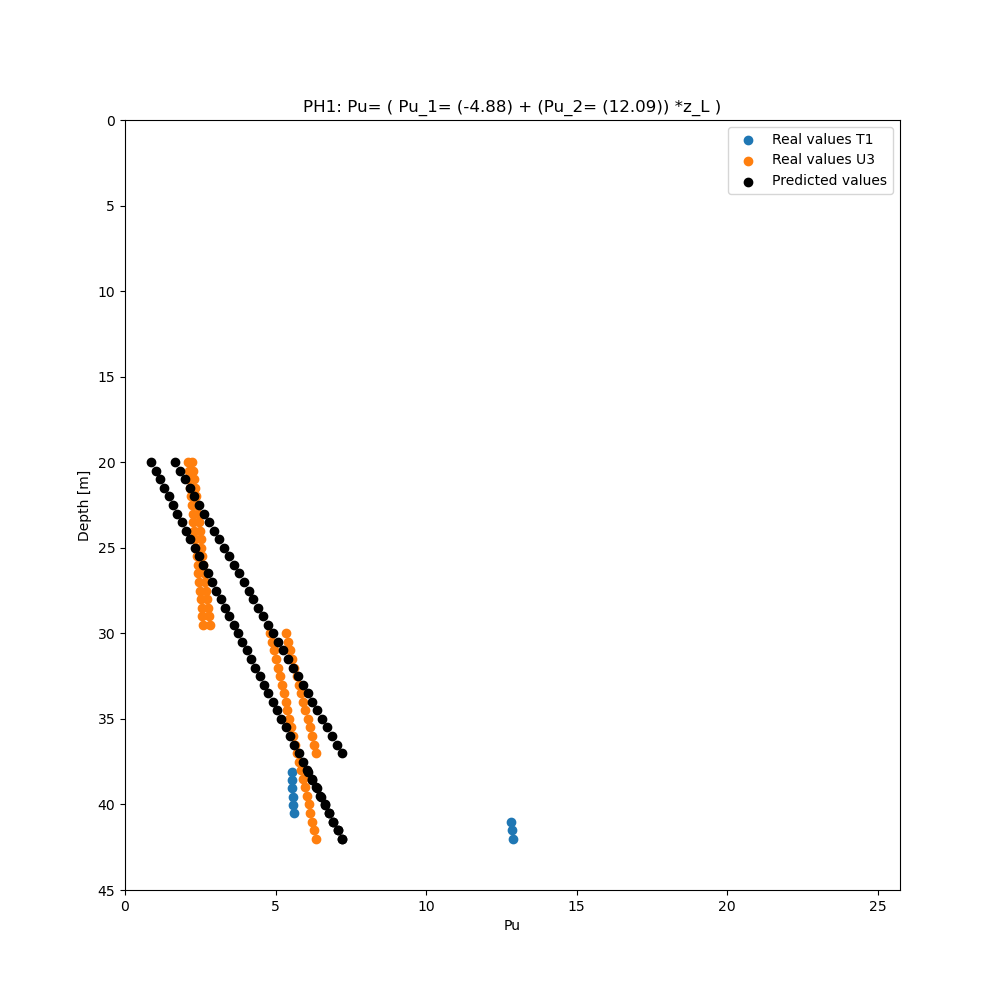 PH1: Pu= ( Pu_1= (-4.88) + (Pu_2= (12.09)) *z_L )
Real values T1
Real values U3
Predicted values
0
5
10
15
20
25
30
35
40
45
Depth [m]
0
5
10
15
20
25
Pu